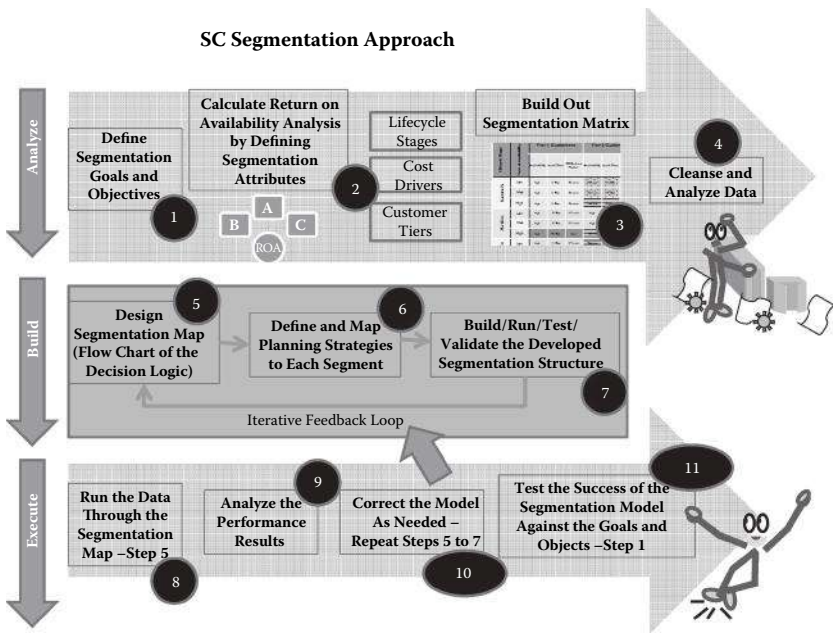 SC Segmentation Approach
Analyze
Define
Segmentation
Goals and
Objectives
1
Calculate Return on
Availability Analysis
by Defining
Segmentation
Attributes
2
A
B
C
ROA
Lifecycle
Stages
Cost
Drivers
Customer
Tiers
Build Out
Segmentation Matrix
3
4
Cleanse and
Analyze Data
Build
5
Design
Segmentation Map
(Flow Chart of the
Decision Logic)
6
Define and Map
Planning Strategies
to Each Segment
Build/Run/Test/
Validate the Developed
Segmentation Structure
7
Iterative Feedback Loop
Execute
Run the Data
Through the
Segmentation
Map –Step 5
8
9
Analyze the
Performance
Results
Correct the Model
As Needed –
Repeat Steps 5 to 7
10
11
Test the Success of the
Segmentation Model
Against the Goals and
Objects –Step 1